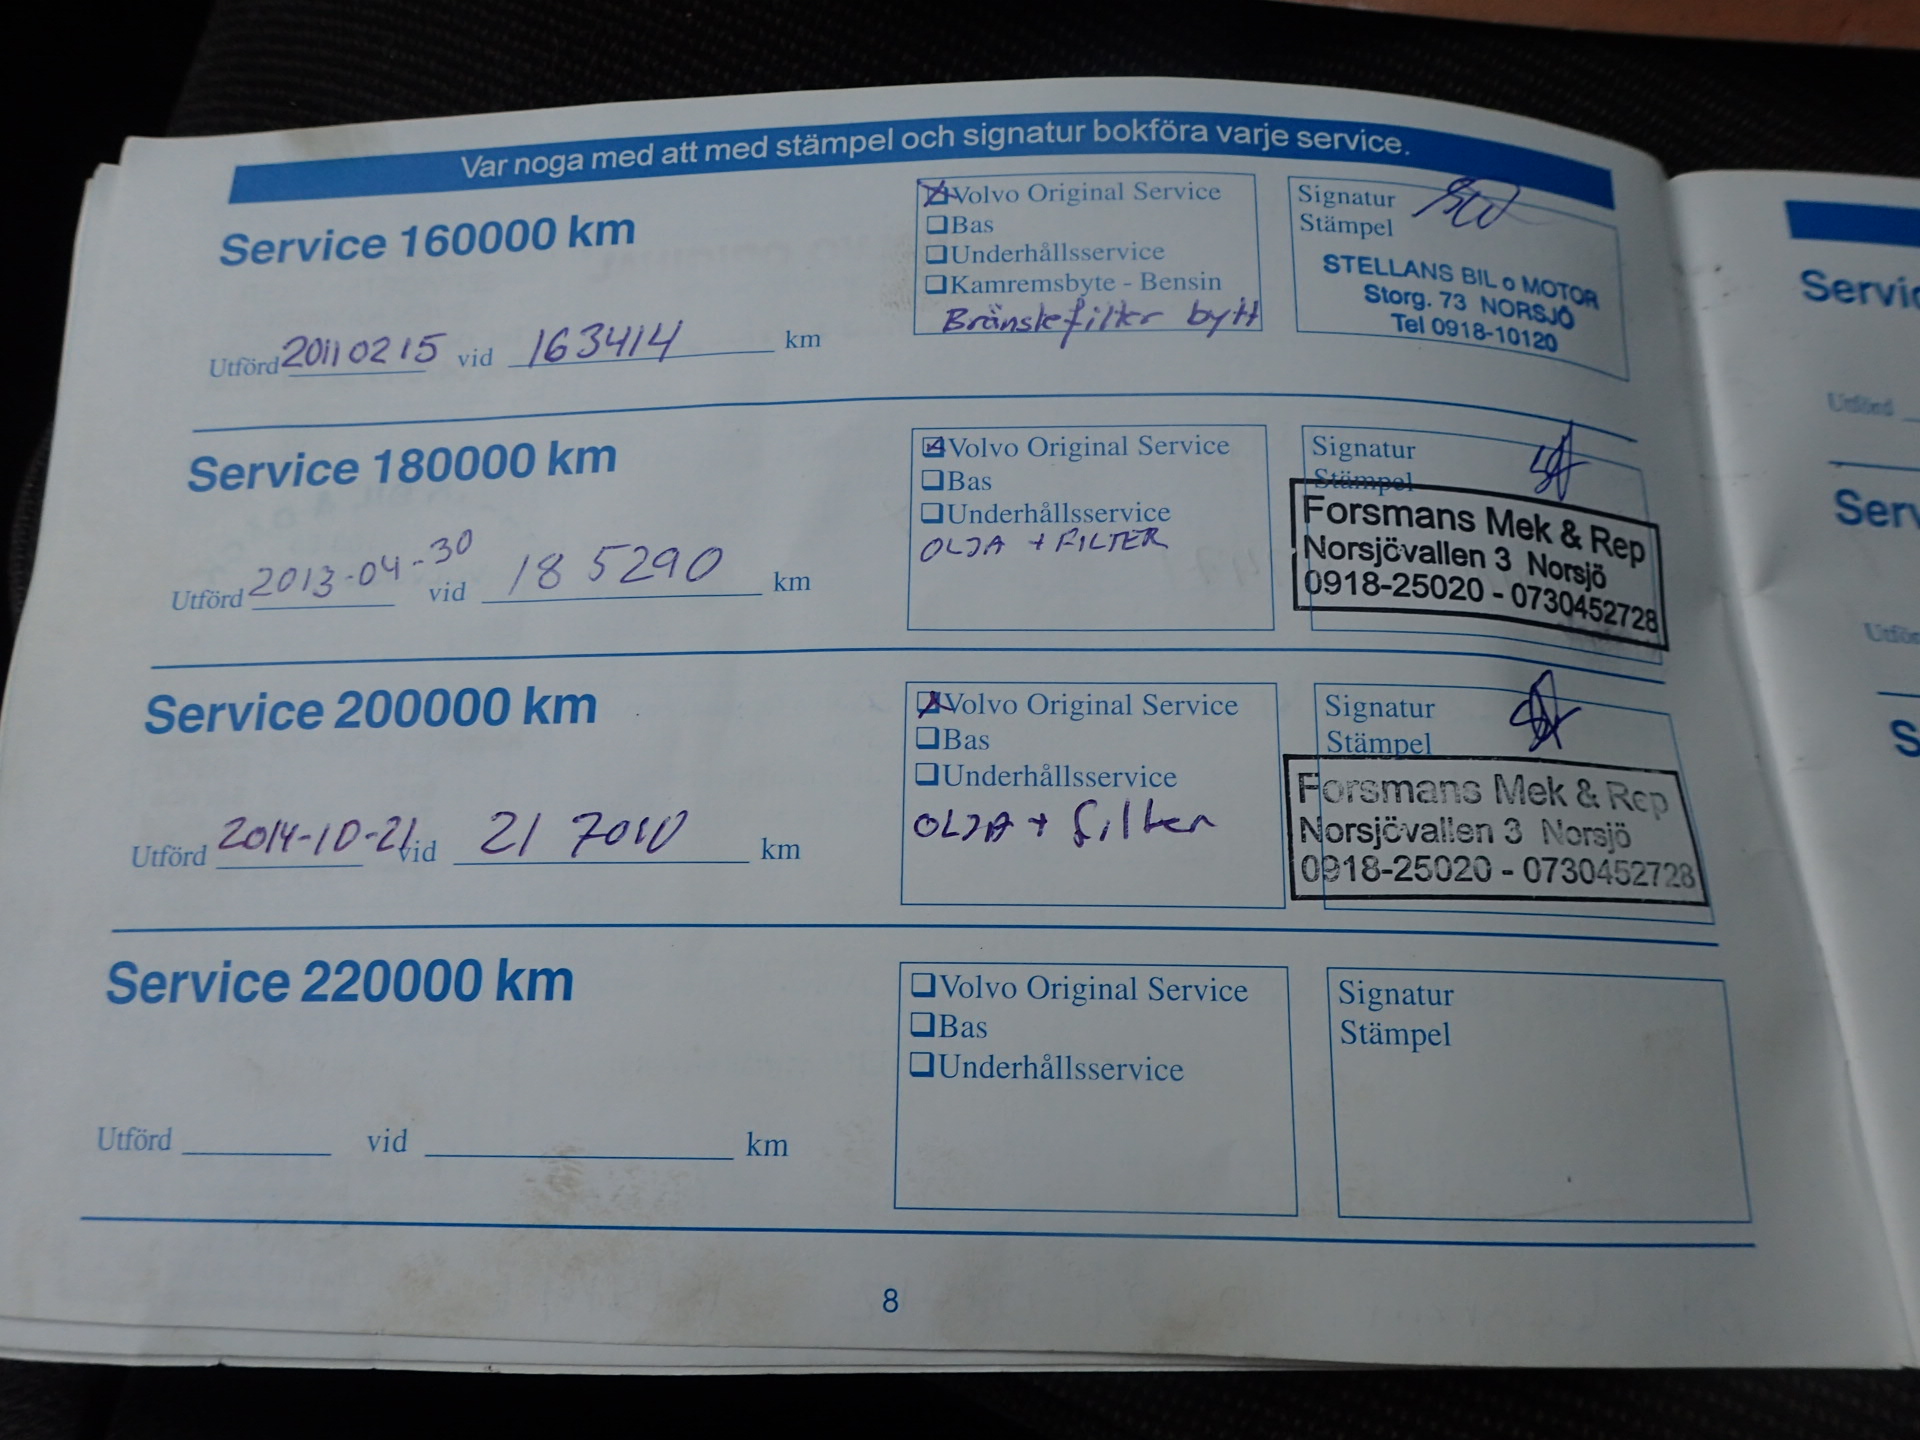 Var noga med att med stämpel och signatur bokföra varje service.
Service 160000 km
Utförd 20110215 vid 163414 km
Volvo Original Service
Bas
Underhållsservice
Kamremsbyte - Bensin
Bränslefilter bytt
Signatur
Stämpel
STELLANS BIL o MOTOR
Storg. 73 NORSJÖ
Tel 0918-10120
Service 180000 km
Utförd 2013-04-30 vid 185290 km
Volvo Original Service
Bas
Underhållsservice
OLJA + FILTER
Signatur
Stämpel
Forsmans Mek & Rep
Norsjövallen 3 Norsjö
0918-25020 - 0730452728
Service 200000 km
Utförd 2014-10-21 vid 217010 km
Volvo Original Service
Bas
Underhållsservice
OLJA + filter
Signatur
Stämpel
Forsmans Mek & Rep
Norsjövallen 3 Norsjö
0918-25020 - 0730452728
Service 220000 km
Utförd vid km
Volvo Original Service
Bas
Underhållsservice
Signatur
Stämpel
8
Utförd